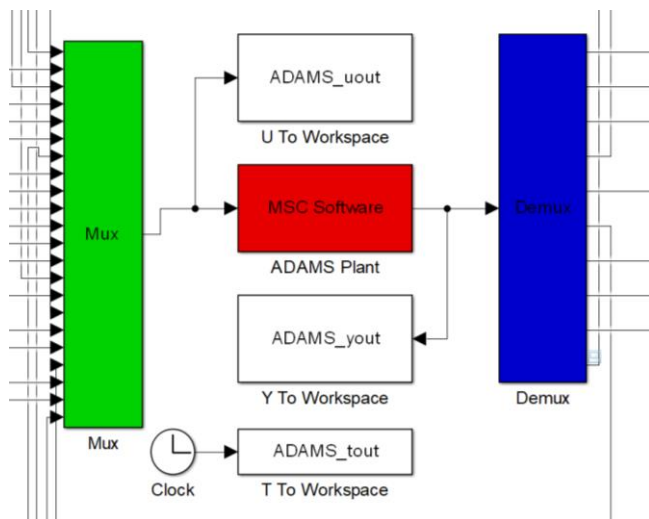 ADAMS_uout
U To Workspace
Mux
MSC Software
Demux
ADAMS Plant
ADAMS_yout
Y To Workspace
Demux
Mux
ADAMS_tout
Clock
T To Workspace